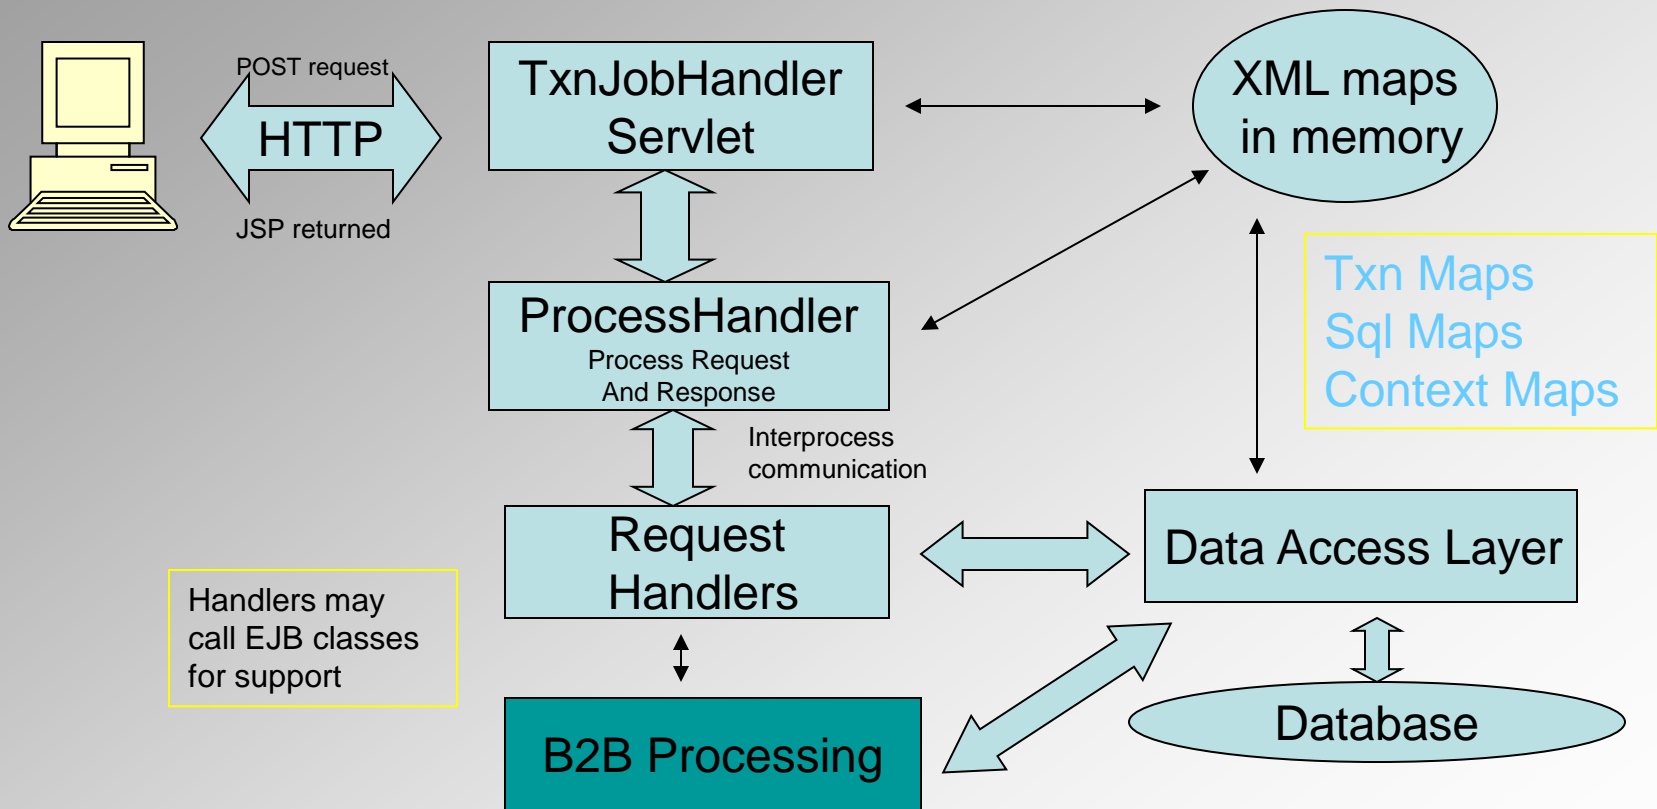 POST request
HTTP
JSP returned
TxnJobHandler
Servlet
XML maps
in memory
Txn Maps
Sql Maps
Context Maps
ProcessHandler
Process Request
And Response
Interprocess
communication
Request
Handlers
Data Access Layer
Handlers may
call EJB classes
for support
B2B Processing
Database